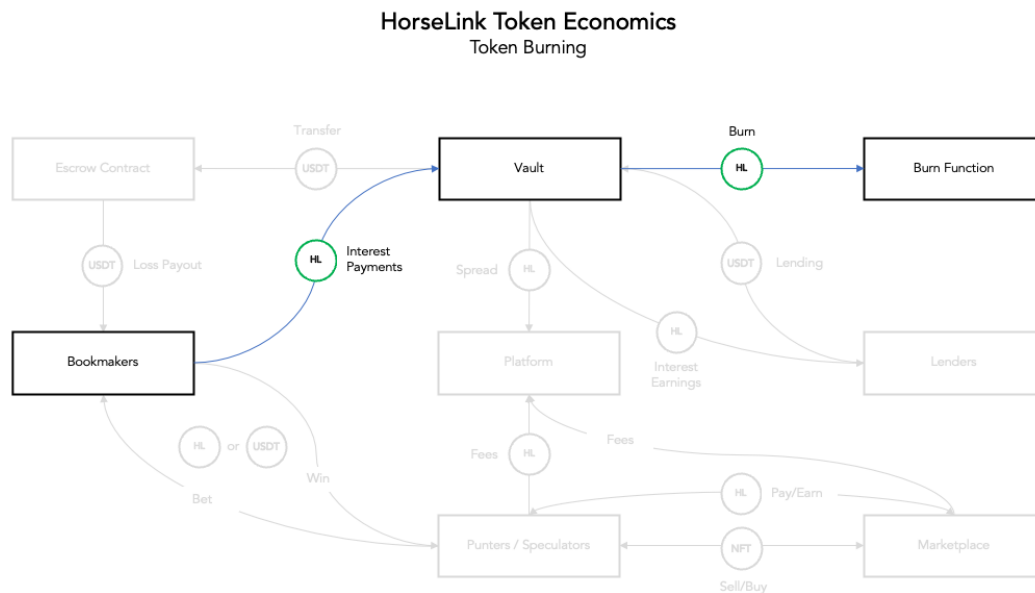 HorseLink Token Economics
Token Burning
Transfer
Burn
Escrow Contract
USDT
Vault
HL
Burn Function
USDT
Loss Payout
HL
Interest
Payments
Spread
HL
USDT
Lending
Bookmakers
Platform
HL
Interest
Earnings
Lenders
HL
or
USDT
Win
Bet
Fees
HL
Fees
HL
Pay/Earn
Punters / Speculators
NFT
Marketplace
Sell/Buy